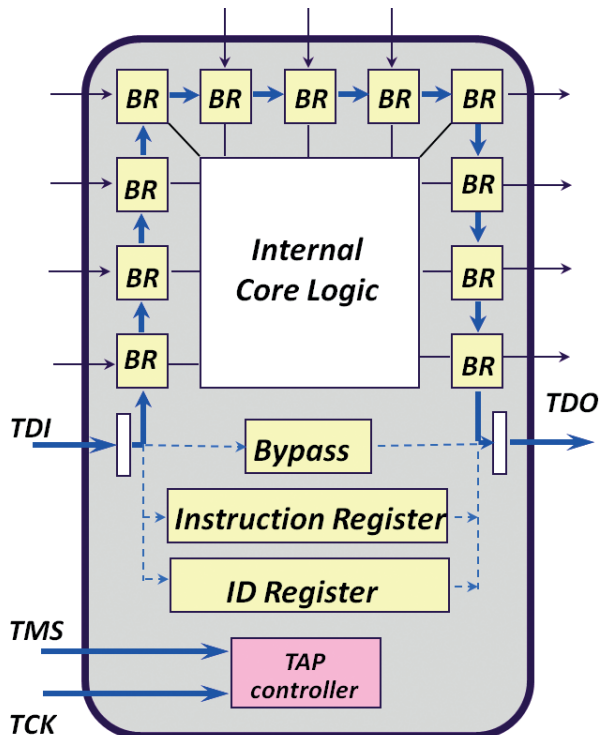 BR BR BR BR BR
BR BR
Internal
Core Logic
BR BR
BR BR
TDO
TDI
Bypass
Instruction Register
ID Register
TMS
TAP
controller
TCK